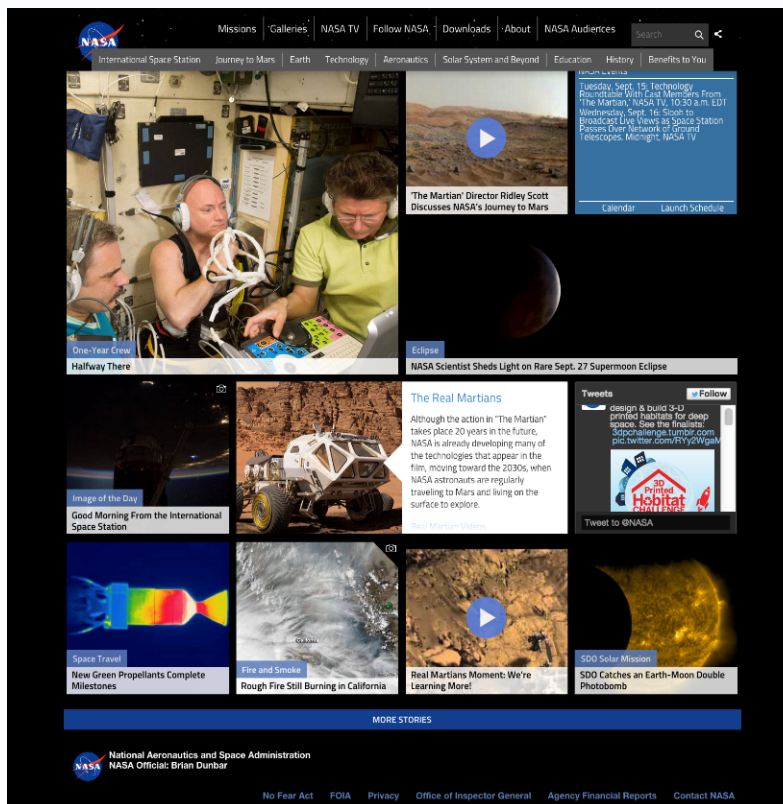 Missions Galleries NASA TV Follow NASA Downloads About NASA Audiences Search
NASA
International Space Station Journey to Mars Earth Technology Aeronautics Solar System and Beyond Education History Benefits to You
NASA Events
Tuesday, Sept. 15: Technology
Roundtable With Cast Members From
'The Martian,' NASA TV, 10:30 a.m. EDT
Wednesday, Sept. 16: Slooh to
Broadcast Live Views as Space Station
Passes Over Network of Ground
Telescopes, Midnight, NASA TV
Calendar Launch Schedule
'The Martian' Director Ridley Scott
Discusses NASA's Journey to Mars
One-Year Crew
Halfway There
Eclipse
NASA Scientist Sheds Light on Rare Sept. 27 Supermoon Eclipse
Image of the Day
Good Morning From the International
Space Station
The Real Martians
Although the action in "The Martian"
takes place 20 years in the future,
NASA is already developing many of
the technologies that appear in the
film, moving toward the 2030s, when
NASA astronauts are regularly
traveling to Mars and living on the
surface to explore.
Real Martian Videos
Tweets Follow
design & build 3-D
printed habitats for deep
space. See the finalists:
3dpchallenge.tumblr.com
pic.twitter.com/RYy2WgaM
3D
Printed
Habitat
CHALLENGE
Tweet to @NASA
Space Travel
New Green Propellants Complete
Milestones
Fire and Smoke
Rough Fire Still Burning in California
Real Martians Moment: We're
Learning More!
SDO Solar Mission
SDO Catches an Earth-Moon Double
Photobomb
MORE STORIES
NASA
National Aeronautics and Space Administration
NASA Official: Brian Dunbar
No Fear Act FOIA Privacy Office of Inspector General Agency Financial Reports Contact NASA